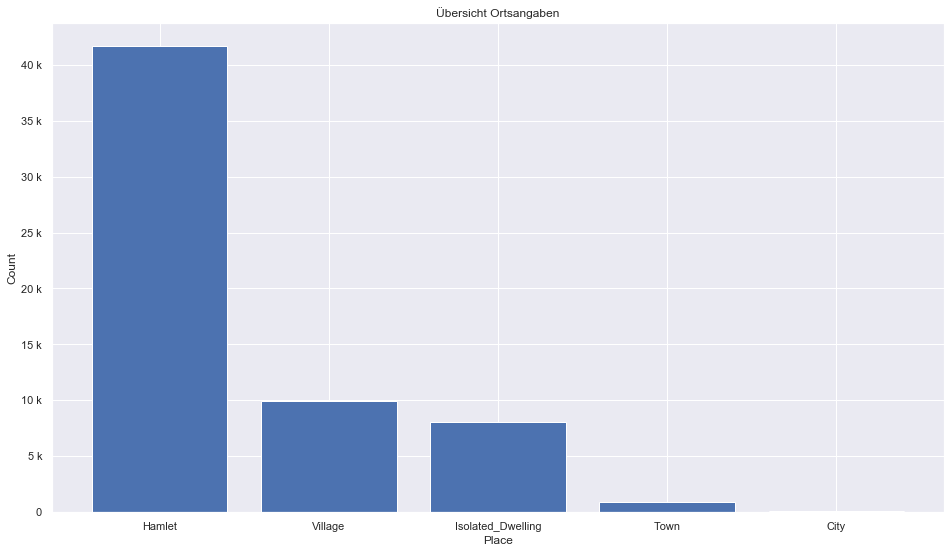 Übersicht Ortsangaben
40 k
35 k
30 k
25 k
20 k
15 k
10 k
5 k
0
Count
Hamlet Village Isolated_Dwelling Town City
Place